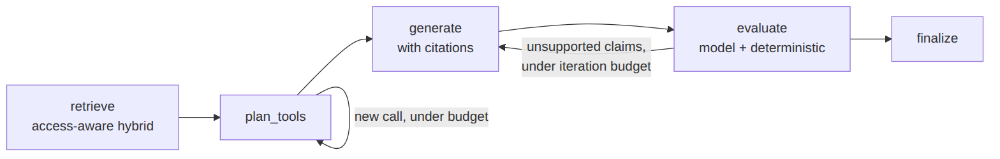 retrieve
access-aware hybrid
plan_tools
new call, under budget
generate
with citations
unsupported claims,
under iteration budget
evaluate
model + deterministic
finalize